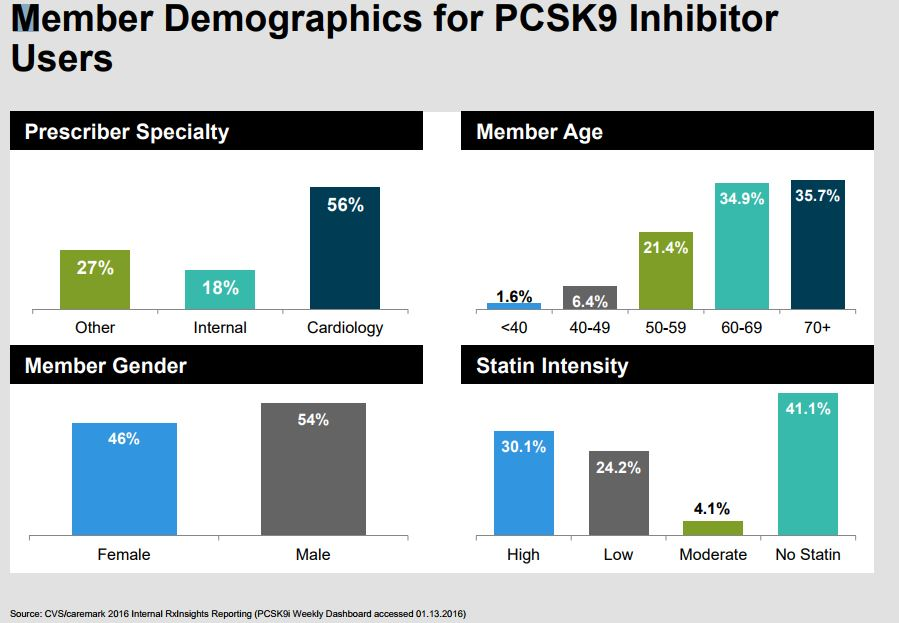 Member Demographics for PCSK9 Inhibitor
Users
Prescriber Specialty
27%
18%
56%
Other Internal Cardiology
Member Age
1.6%
6.4%
21.4%
34.9%
35.7%
<40 40-49 50-59 60-69 70+
Member Gender
46%
54%
Female Male
Statin Intensity
30.1%
24.2%
4.1%
41.1%
High Low Moderate No Statin
Source: CVS/caremark 2016 Internal RxInsights Reporting (PCSK9i Weekly Dashboard accessed 01.13.2016)